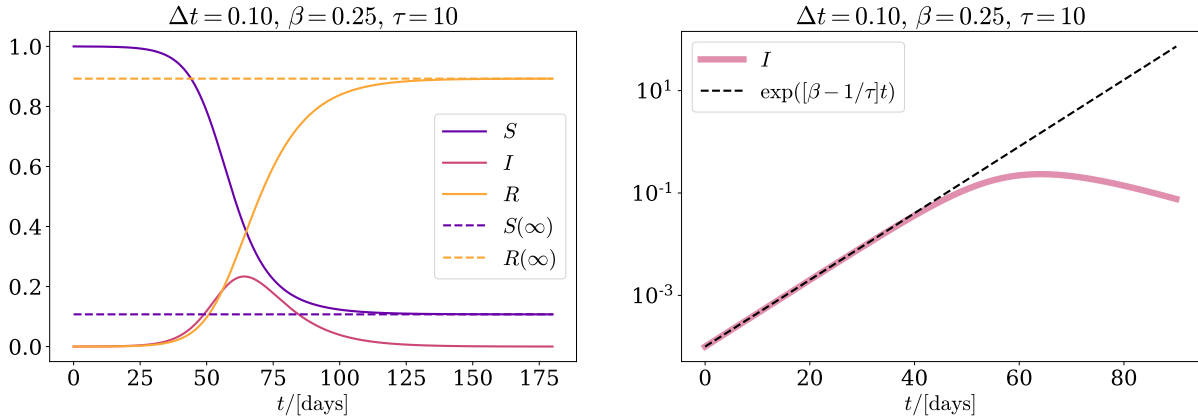 Δt = 0.10, β = 0.25, τ = 10
1.0
0.8
0.6
0.4
0.2
0.0
S
I
R
S(∞)
R(∞)
0 25 50 75 100 125 150 175
t/[days]
Δt = 0.10, β = 0.25, τ = 10
I
exp([β − 1/τ]t)
10¹
10⁻¹
10⁻³
0 20 40 60 80
t/[days]